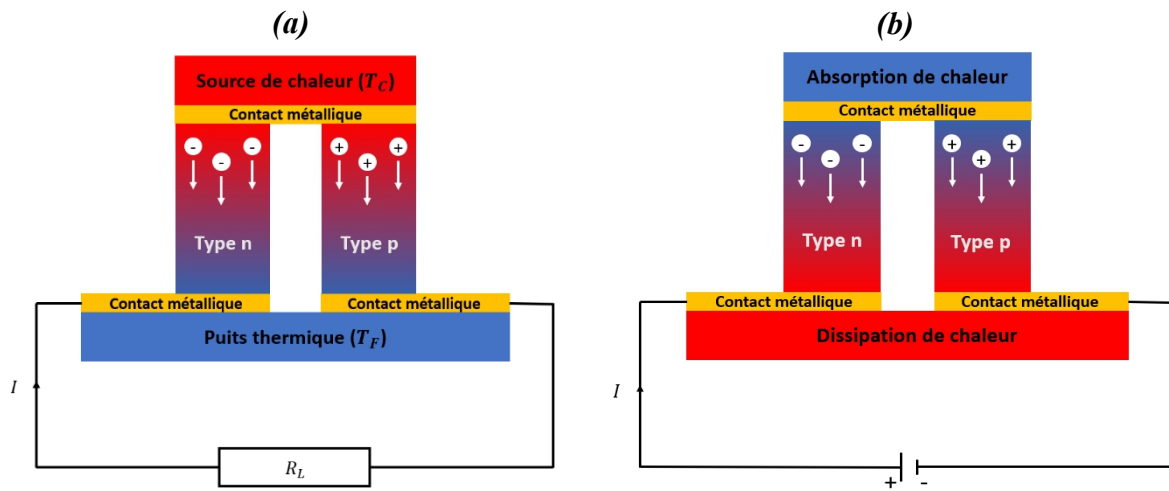 (a)
Source de chaleur (T_C)
Contact métallique
- - -
+ + +
Type n
Type p
Contact métallique
Contact métallique
Puits thermique (T_F)
I
R_L
(b)
Absorption de chaleur
Contact métallique
- - -
+ + +
Type n
Type p
Contact métallique
Contact métallique
Dissipation de chaleur
I
+ -